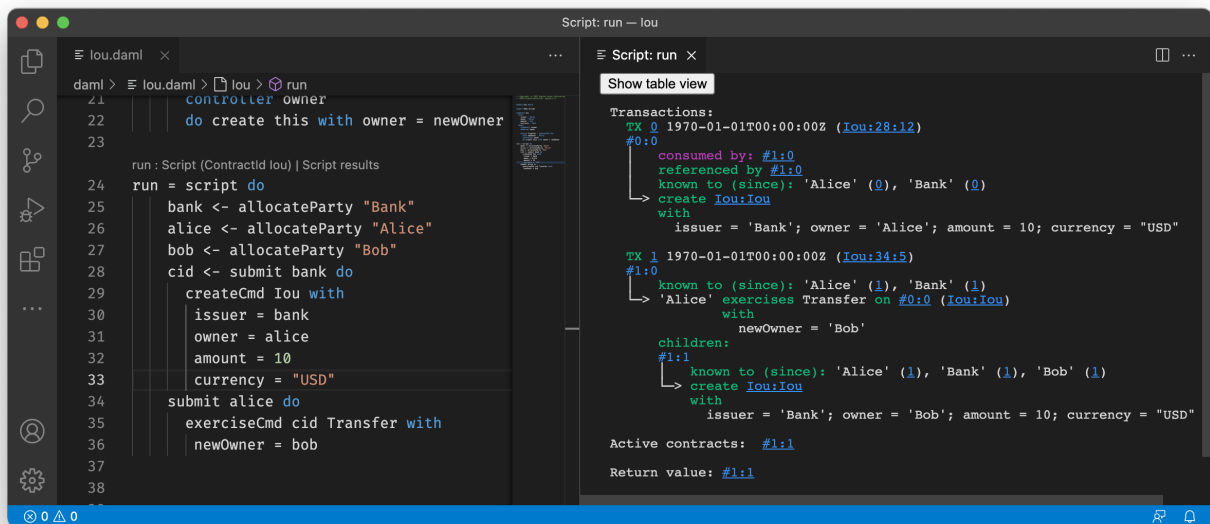 Script: run — Iou
Iou.daml
daml > Iou.daml > Iou > run
21 controller owner
22 do create this with owner = newOwner
23
run : Script (ContractId Iou) | Script results
24 run = script do
25 bank <- allocateParty "Bank"
26 alice <- allocateParty "Alice"
27 bob <- allocateParty "Bob"
28 cid <- submit bank do
29 createCmd Iou with
30 issuer = bank
31 owner = alice
32 amount = 10
33 currency = "USD"
34 submit alice do
35 exerciseCmd cid Transfer with
36 newOwner = bob
37
38
0 0
Script: run
Show table view
Transactions:
TX 0 1970-01-01T00:00:00Z (Iou:28:12)
#0:0
consumed by: #1:0
referenced by #1:0
known to (since): 'Alice' (0), 'Bank' (0)
create Iou:Iou
with
issuer = 'Bank'; owner = 'Alice'; amount = 10; currency = "USD"
TX 1 1970-01-01T00:00:00Z (Iou:34:5)
#1:0
known to (since): 'Alice' (1), 'Bank' (1)
'Alice' exercises Transfer on #0:0 (Iou:Iou)
with
newOwner = 'Bob'
children:
#1:1
known to (since): 'Alice' (1), 'Bank' (1), 'Bob' (1)
create Iou:Iou
with
issuer = 'Bank'; owner = 'Bob'; amount = 10; currency = "USD"
Active contracts: #1:1
Return value: #1:1